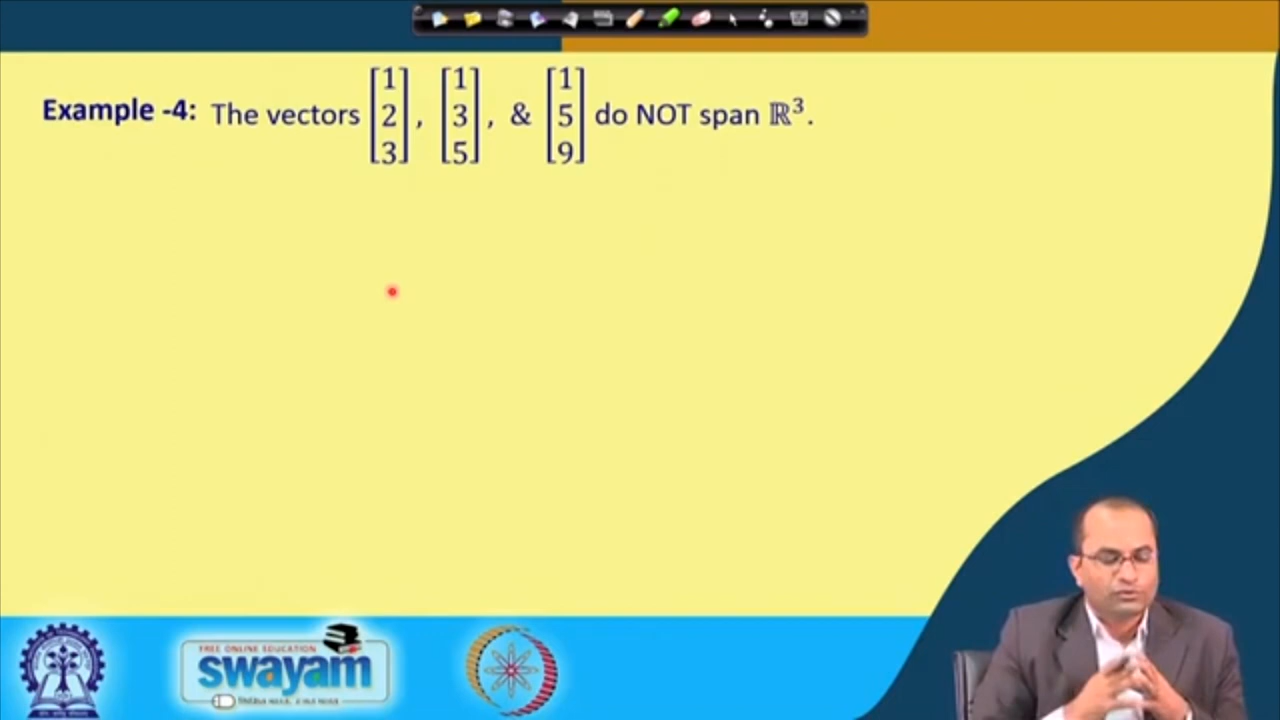 Example -4: The vectors [1 2 3], [1 3 5], & [1 5 9] do NOT span ℝ³.
FREE ONLINE EDUCATION
swayam